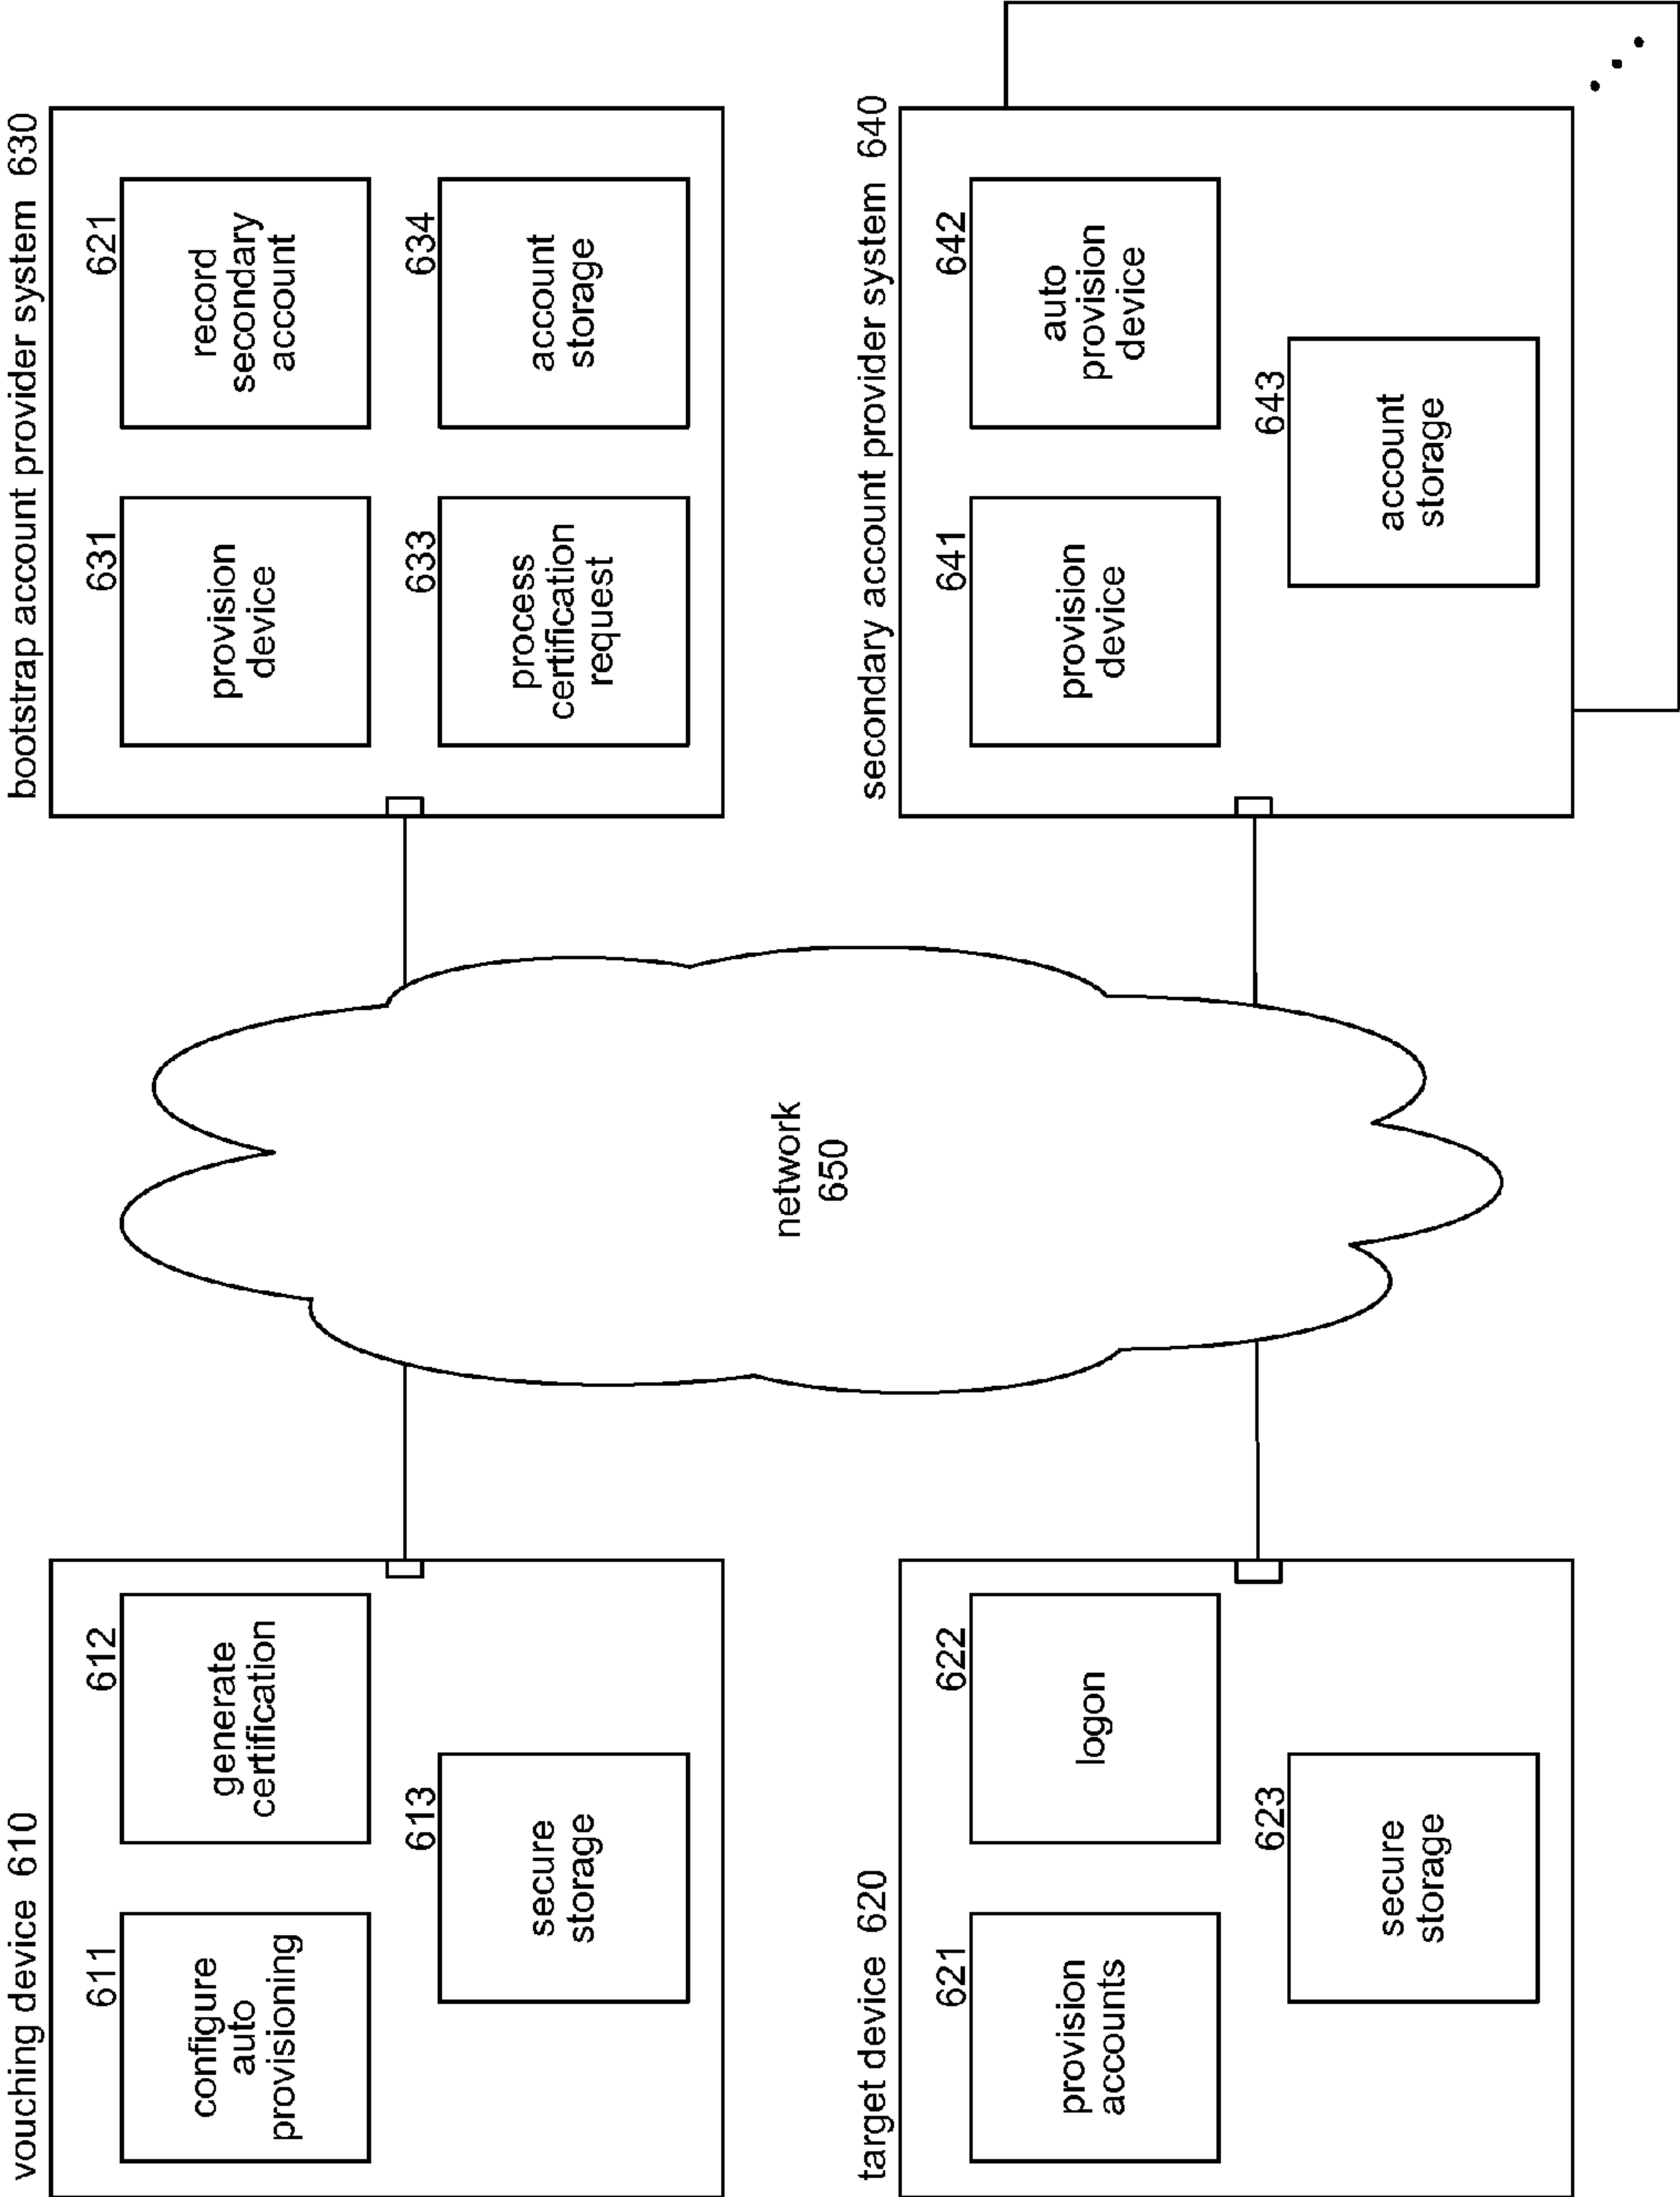 vouching device 610
611
configure
auto
provisioning
612
generate
certification
613
secure
storage
target device 620
621
provision
accounts
622
logon
623
secure
storage
network
650
bootstrap account provider system 630
631
provision
device
621
record
secondary
account
633
process
certification
request
634
account
storage
secondary account provider system 640
641
provision
device
642
auto
provision
device
643
account
storage